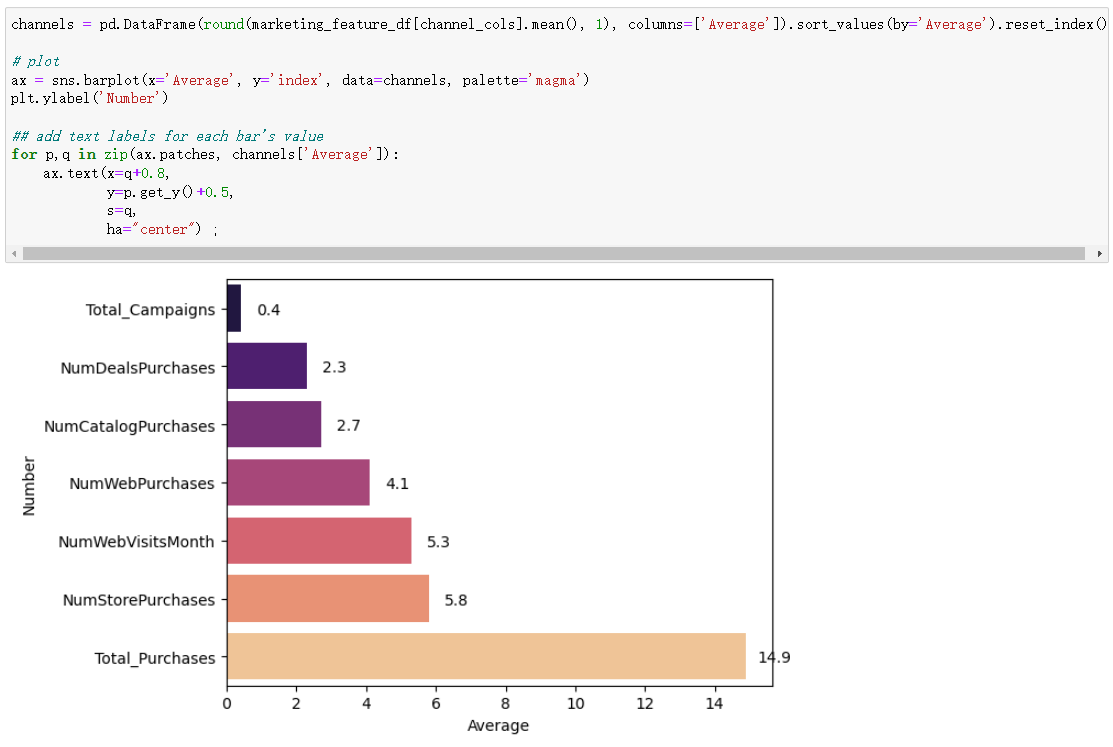 channels = pd.DataFrame(round(marketing_feature_df[channel_cols].mean(), 1), columns=['Average']).sort_values(by='Average').reset_index()
# plot
ax = sns.barplot(x='Average', y='index', data=channels, palette='magma')
plt.ylabel('Number')
## add text labels for each bar's value
for p,q in zip(ax.patches, channels['Average']):
    ax.text(x=q+0.8,
            y=p.get_y()+0.5,
            s=q,
            ha="center") ;
Total_Campaigns 0.4
NumDealsPurchases 2.3
NumCatalogPurchases 2.7
NumWebPurchases 4.1
NumWebVisitsMonth 5.3
NumStorePurchases 5.8
Total_Purchases 14.9
Number
0 2 4 6 8 10 12 14
Average